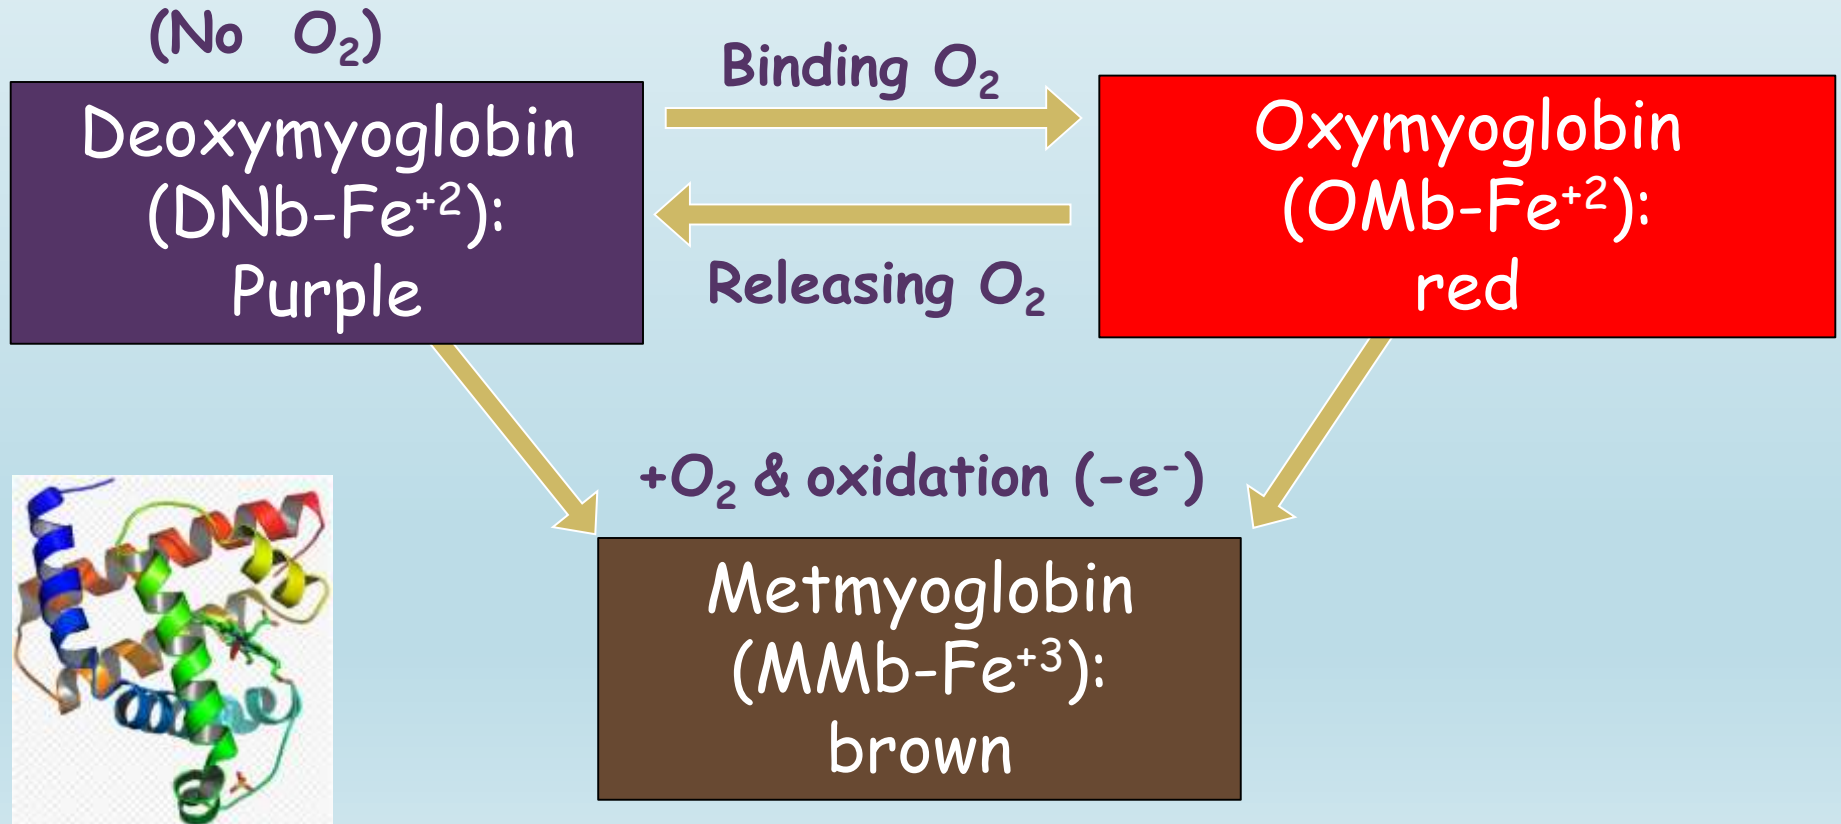 (No O₂)
Deoxymyoglobin
(DNb-Fe⁺²):
Purple
Binding O₂
Releasing O₂
Oxymyoglobin
(OMb-Fe⁺²):
red
+O₂ & oxidation (-e⁻)
Metmyoglobin
(MMb-Fe⁺³):
brown